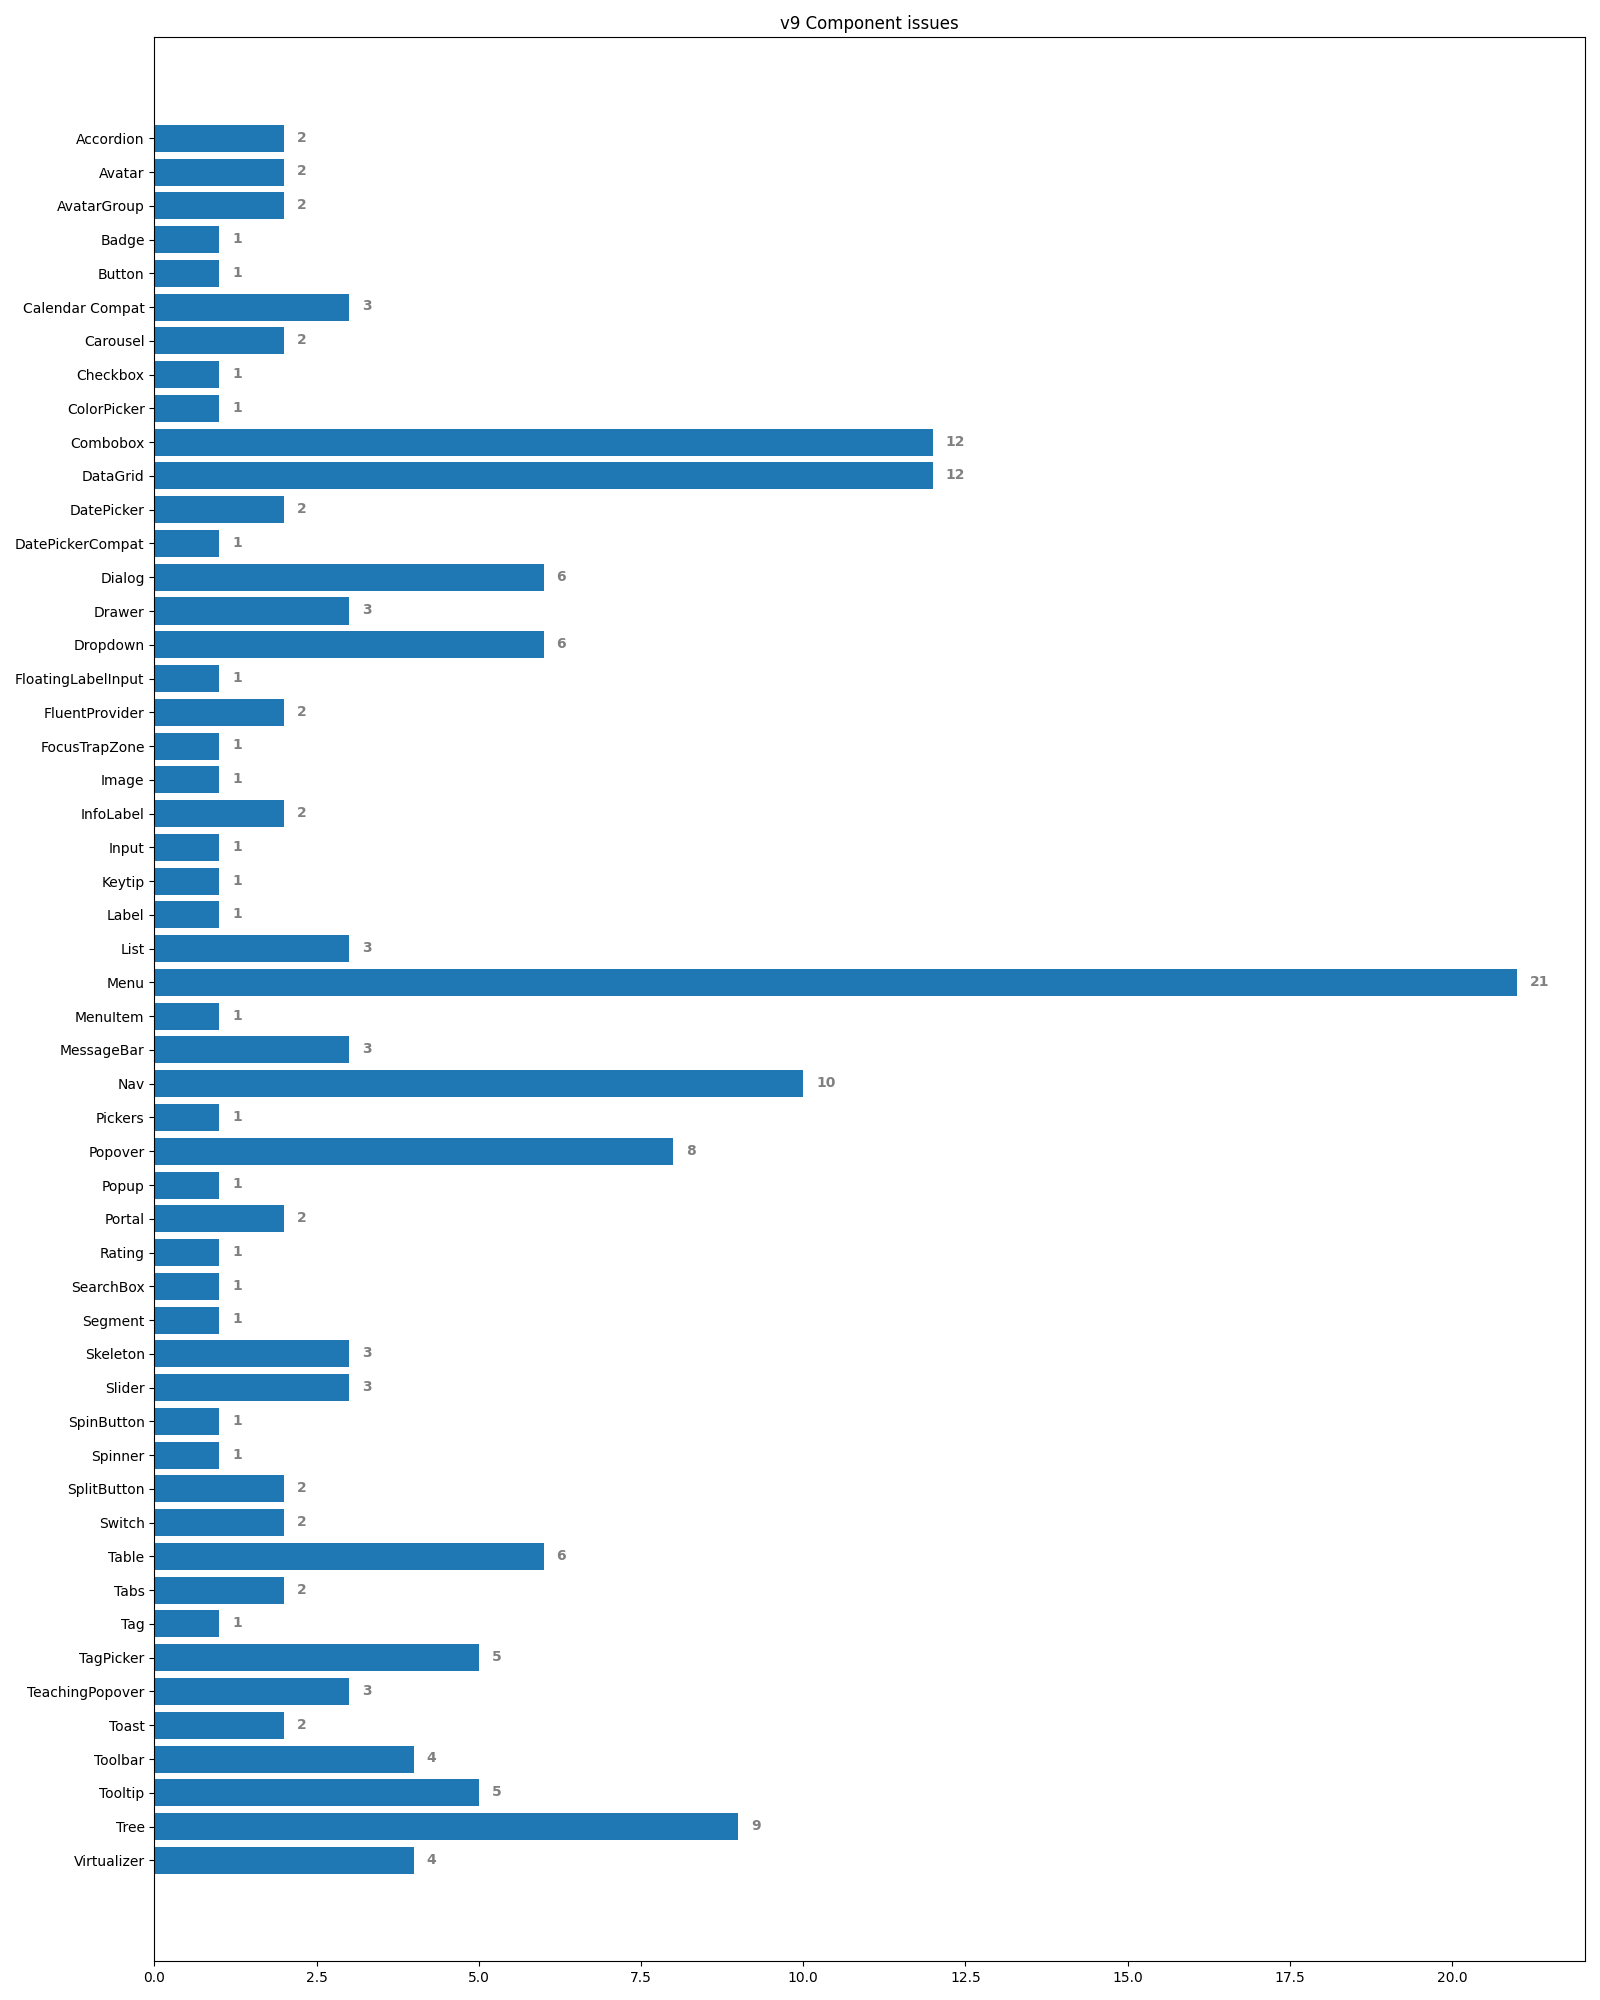 v9 Component issues
Accordion 2
Avatar 2
AvatarGroup 2
Badge 1
Button 1
Calendar Compat 3
Carousel 2
Checkbox 1
ColorPicker 1
Combobox 12
DataGrid 12
DatePicker 2
DatePickerCompat 1
Dialog 6
Drawer 3
Dropdown 6
FloatingLabelInput 1
FluentProvider 2
FocusTrapZone 1
Image 1
InfoLabel 2
Input 1
Keytip 1
Label 1
List 3
Menu 21
MenuItem 1
MessageBar 3
Nav 10
Pickers 1
Popover 8
Popup 1
Portal 2
Rating 1
SearchBox 1
Segment 1
Skeleton 3
Slider 3
SpinButton 1
Spinner 1
SplitButton 2
Switch 2
Table 6
Tabs 2
Tag 1
TagPicker 5
TeachingPopover 3
Toast 2
Toolbar 4
Tooltip 5
Tree 9
Virtualizer 4
0.0 2.5 5.0 7.5 10.0 12.5 15.0 17.5 20.0